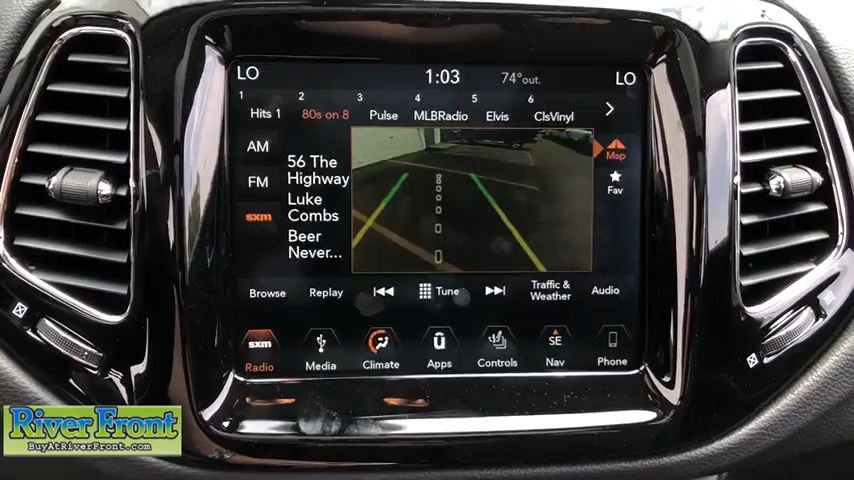 LO
1:03
74° out.
LO
1
2
3
4
5
6
Hits 1
80s on 8
Pulse
MLBRadio
Elvis
ClsVinyl
AM
FM
sxm
56 The
Highway
Luke
Combs
Beer
Never...
Map
Fav
Browse
Replay
Tune
Traffic &
Weather
Audio
sxm
Radio
Media
Climate
ū
Apps
Controls
SE
Nav
Phone
River Front
BuyAtRiverFront.com